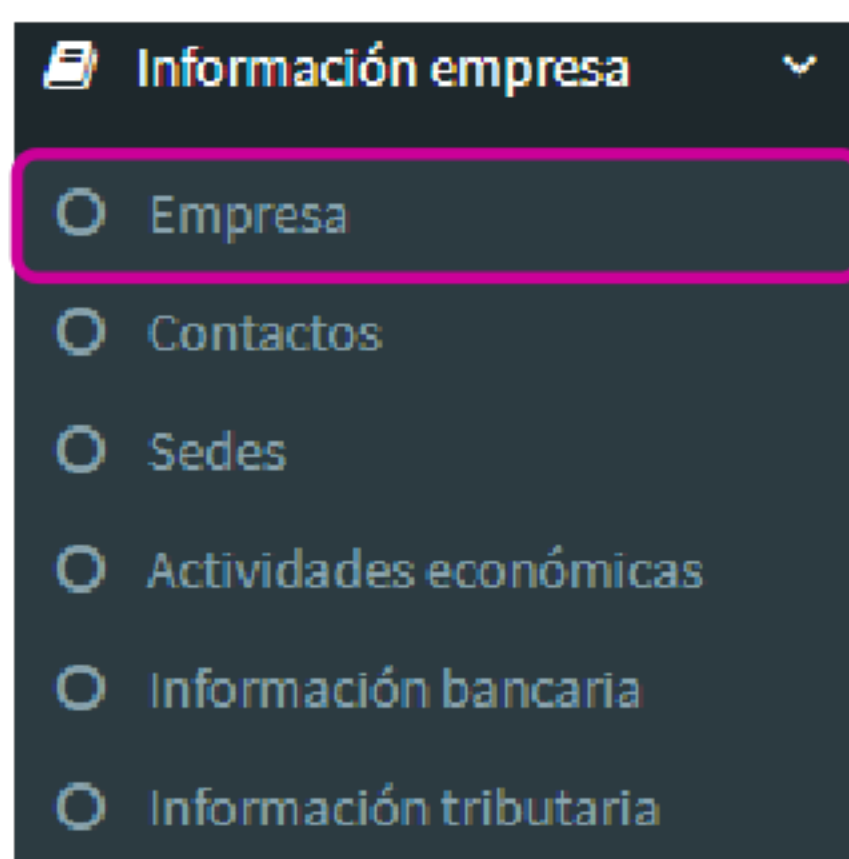 Información empresa
Empresa
Contactos
Sedes
Actividades económicas
Información bancaria
Información tributaria